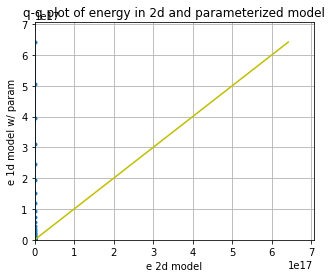 q-q plot of energy in 2d and parameterized model
1e17
7
6
5
4
3
2
1
0
e 1d model w/ param
0 1 2 3 4 5 6 7
1e17
e 2d model